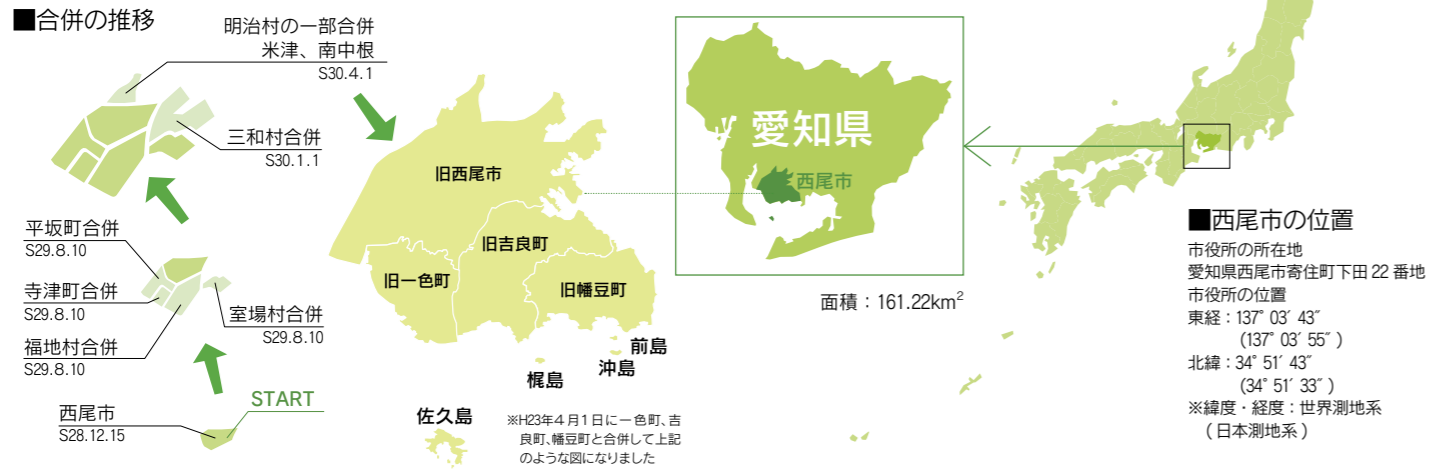 ■合併の推移
明治村の一部合併
米津、南中根
S30.4.1
三和村合併
S30.1.1
平坂町合併
S29.8.10
寺津町合併
S29.8.10
福地村合併
S29.8.10
室場村合併
S29.8.10
西尾市
S28.12.15
START
旧西尾市
旧吉良町
旧一色町
旧幡豆町
前島
沖島
梶島
佐久島
※H23年4月1日に一色町、吉
良町、幡豆町と合併して上記
のような図になりました
愛知県
西尾市
面積：161.22km²
■西尾市の位置
市役所の所在地
愛知県西尾市寄住町下田22番地
市役所の位置
東経：137° 03′ 43″
(137° 03′ 55″ )
北緯：34° 51′ 43″
(34° 51′ 33″ )
※緯度・経度：世界測地系
(日本測地系)